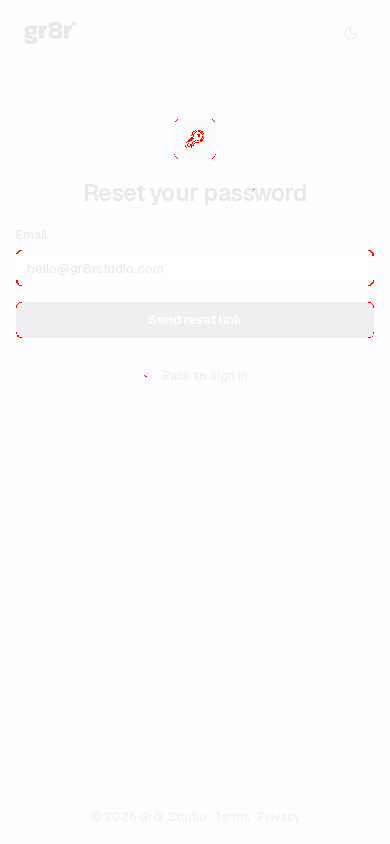 gr8r
Reset your password
Email
hello@gr8rstudio.com
Send reset link
Back to sign in
© 2026 Gr8r Studio · Terms · Privacy